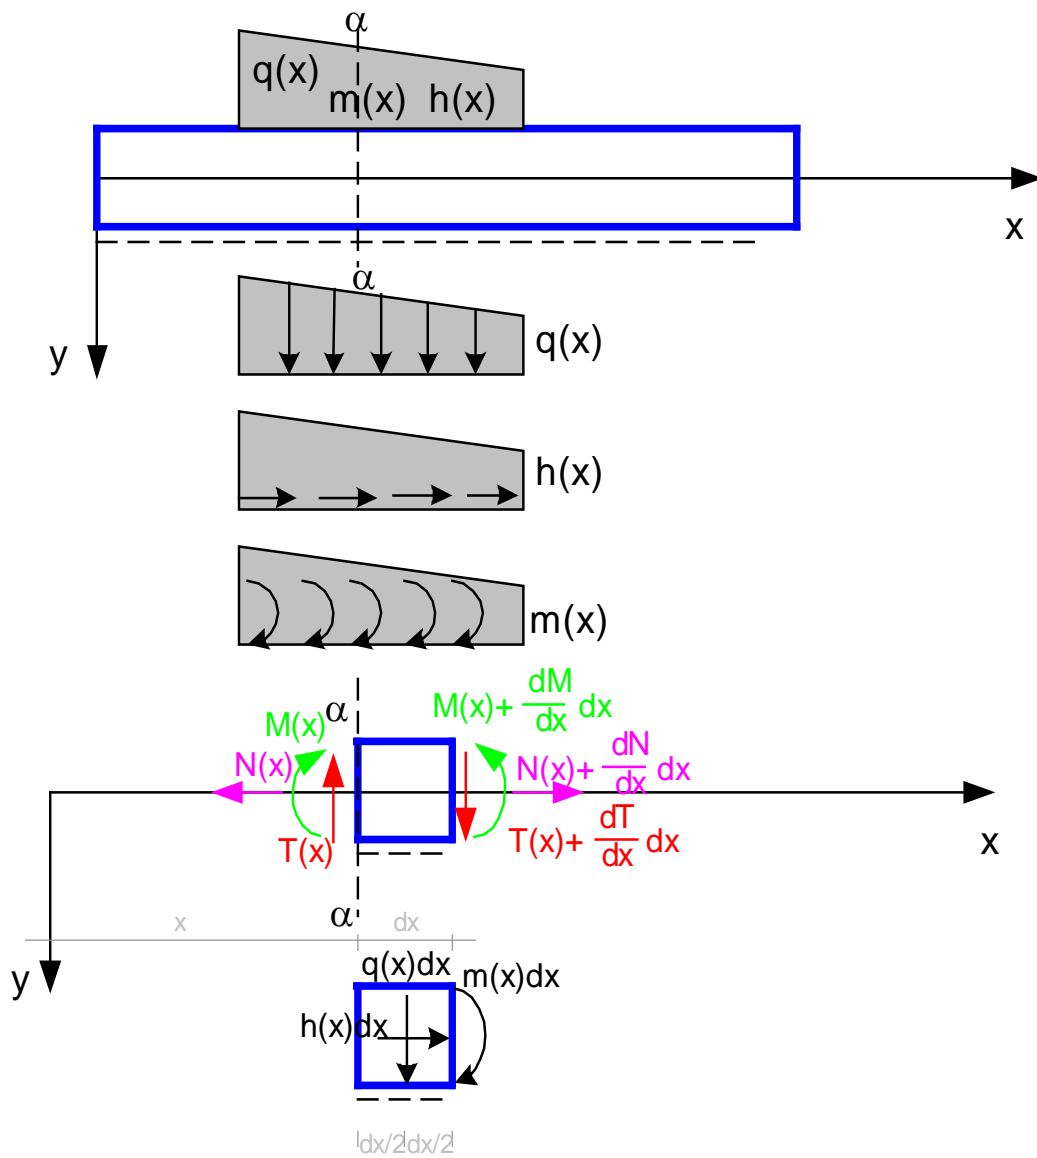 α
q(x)
m(x) h(x)
x
α
y
q(x)
h(x)
m(x)
α
M(x)
M(x)+ dM/dx dx
N(x)
N(x)+ dN/dx dx
T(x)
T(x)+ dT/dx dx
x
α
x
dx
y
q(x)dx
m(x)dx
h(x)dx
dx/2
dx/2